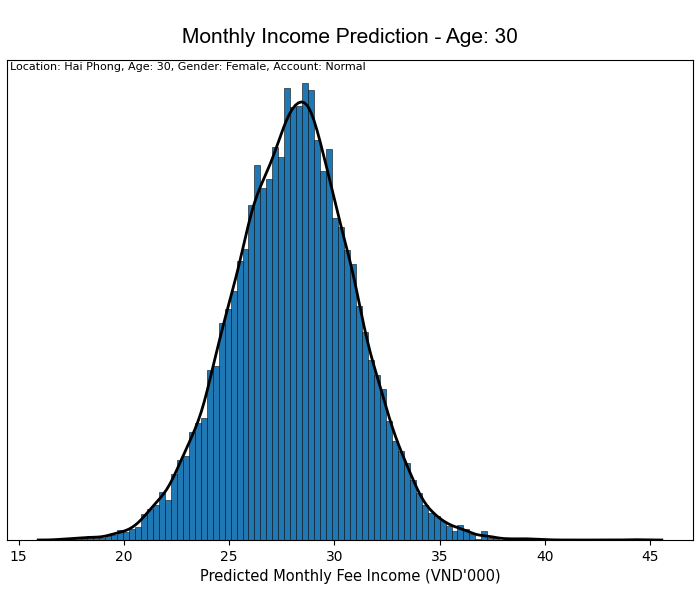 Monthly Income Prediction - Age: 30
Location: Hai Phong, Age: 30, Gender: Female, Account: Normal
15 20 25 30 35 40 45
Predicted Monthly Fee Income (VND'000)